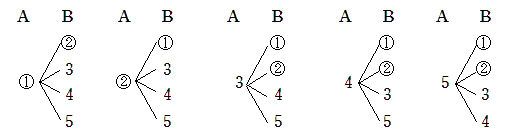 A B A B A B A B A B
② ① ① ① ①
3 3 ② ② ②
① ② 3 4 5
4 4 4 3 3
5 5 5 5 4